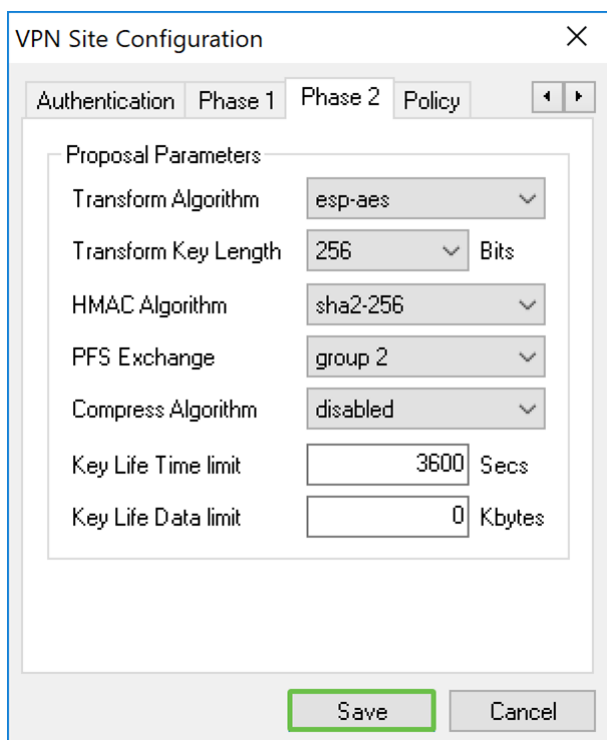 VPN Site Configuration
Authentication Phase 1 Phase 2 Policy
Proposal Parameters
Transform Algorithm esp-aes
Transform Key Length 256 Bits
HMAC Algorithm sha2-256
PFS Exchange group 2
Compress Algorithm disabled
Key Life Time limit 3600 Secs
Key Life Data limit 0 Kbytes
Save Cancel